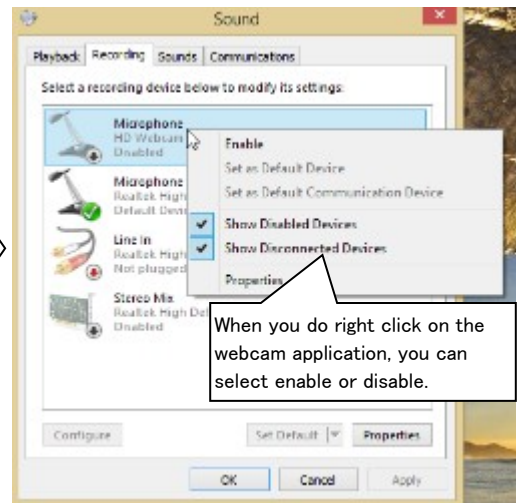 Sound
Playback Recording Sounds Communications
Select a recording device below to modify its settings:
Microphone
HD Webcam
Disabled
Microphone
Realtek High
Default Devi
Line In
Realtek High
Not plugged
Stereo Mix
Realtek High Def
Disabled
Enable
Set as Default Device
Set as Default Communication Device
Show Disabled Devices
Show Disconnected Devices
Properties
When you do right click on the
webcam application, you can
select enable or disable.
Configure Set Default Properties
OK Cancel Apply